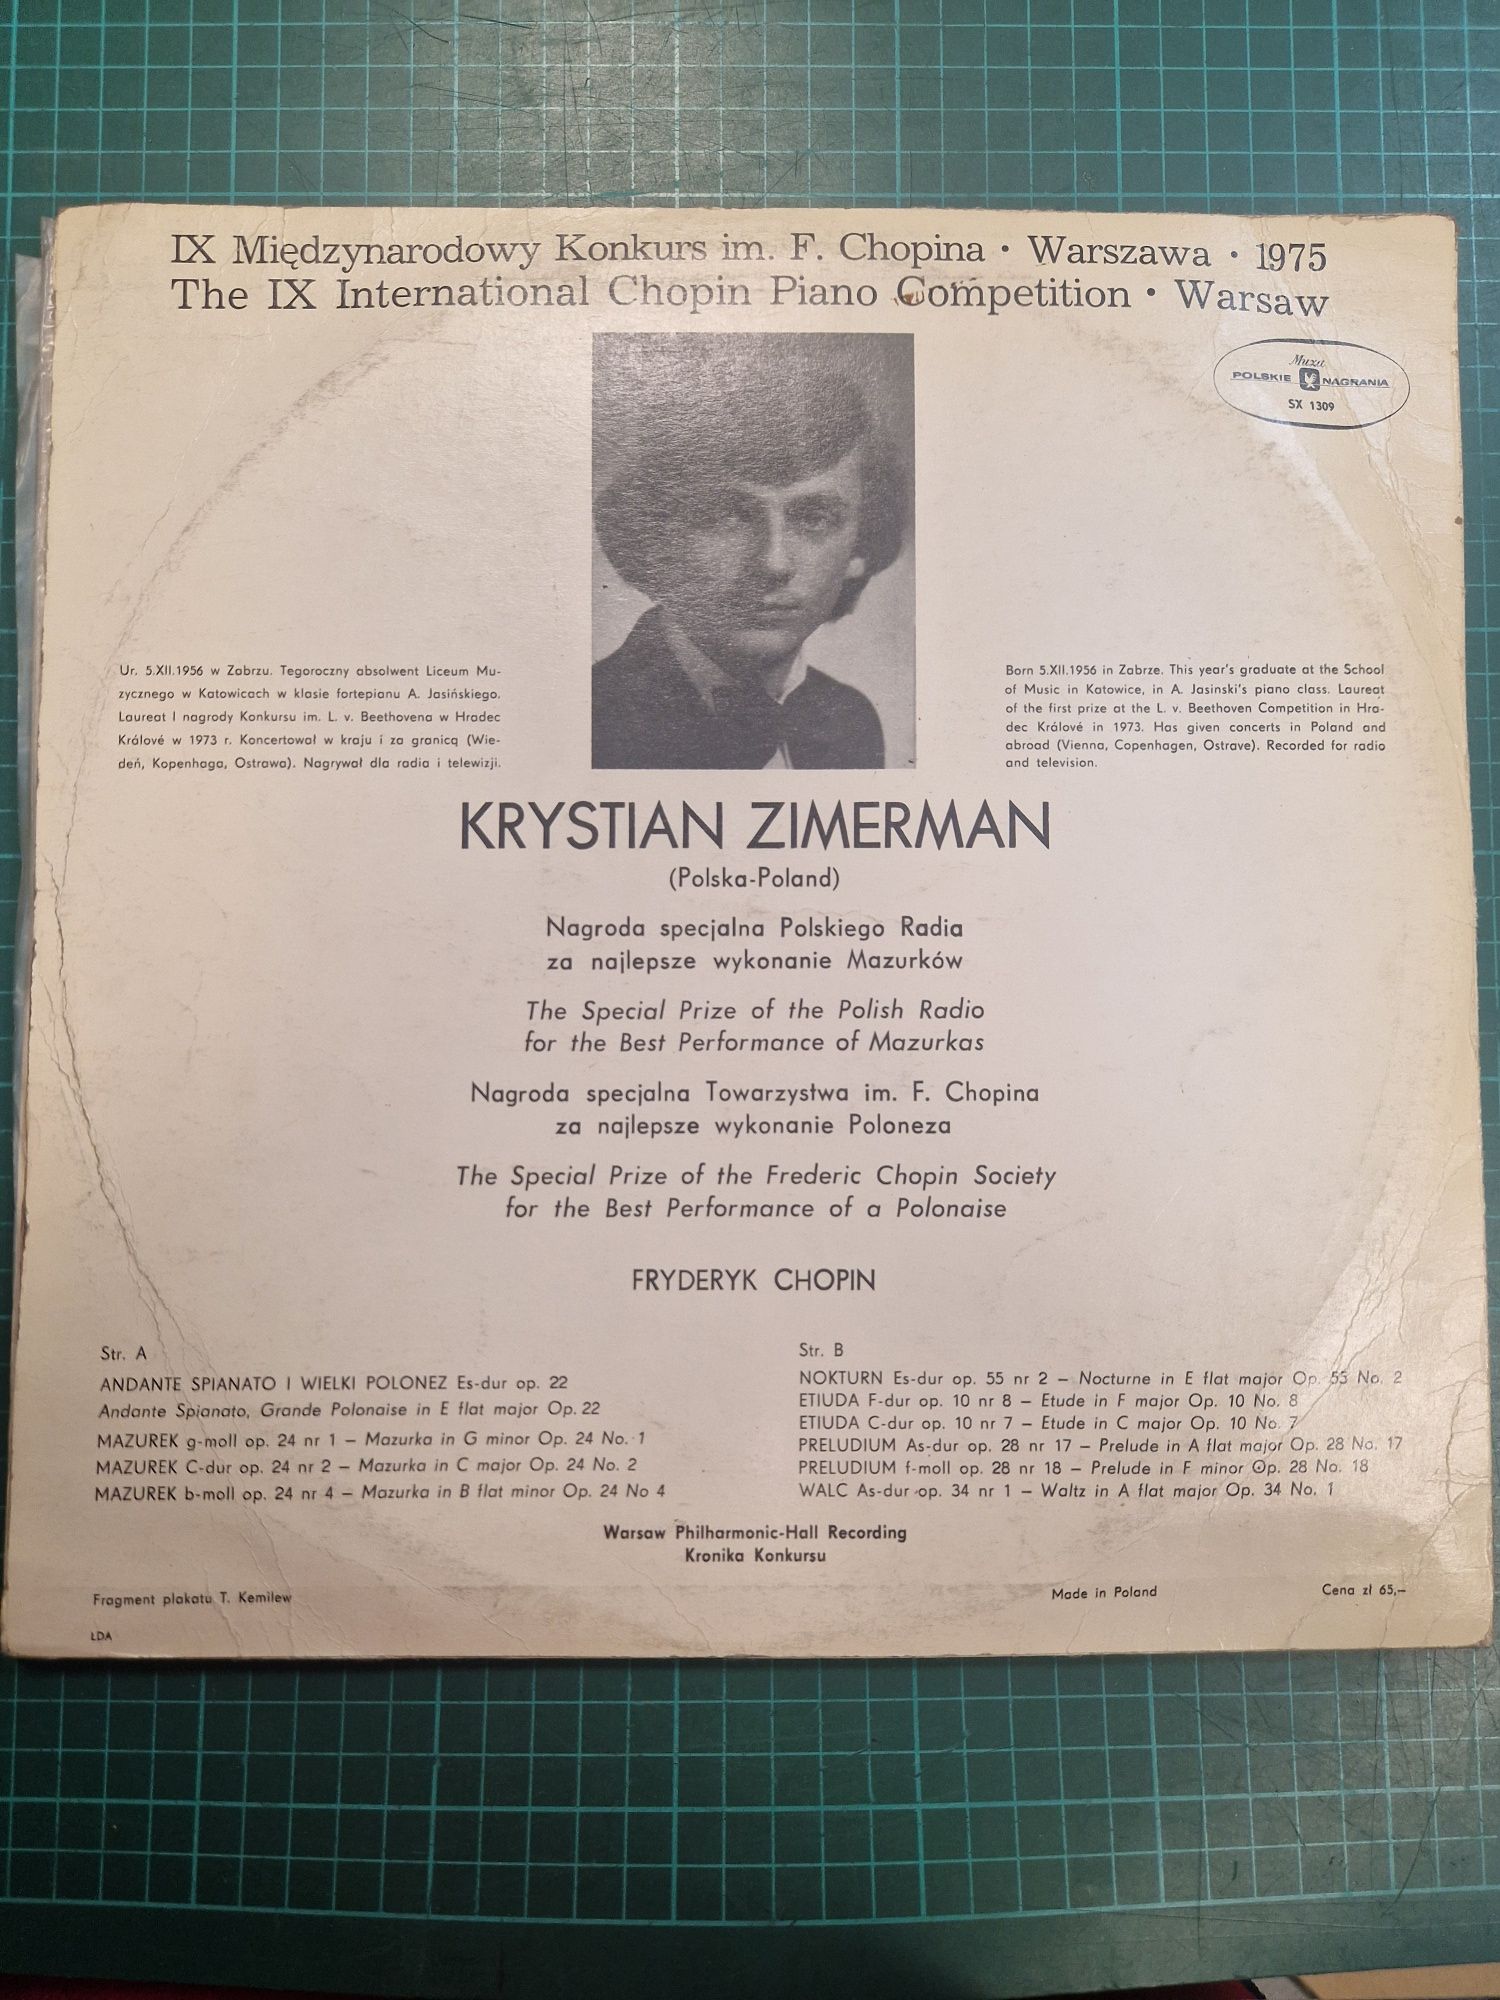 IX Międzynarodowy Konkurs im. F. Chopina • Warszawa • 1975
The IX International Chopin Piano Competition • Warsaw
Muza
POLSKIE NAGRANIA
SX 1309
Ur. 5.XII.1956 w Zabrzu. Tegoroczny absolwent Liceum Mu-
zycznego w Katowicach w klasie fortepianu A. Jasińskiego.
Laureat I nagrody Konkursu im. L. v. Beethovena w Hradec
Králové w 1973 r. Koncertował w kraju i za granicą (Wie-
deń, Kopenhaga, Ostrawa). Nagrywał dla radia i telewizji.
Born 5.XII.1956 in Zabrze. This year's graduate at the School
of Music in Katowice, in A. Jasinski's piano class. Laureat
of the first prize at the L. v. Beethoven Competition in Hra-
dec Králové in 1973. Has given concerts in Poland and
abroad (Vienna, Copenhagen, Ostrave). Recorded for radio
and television.
KRYSTIAN ZIMERMAN
(Polska-Poland)
Nagroda specjalna Polskiego Radia
za najlepsze wykonanie Mazurków
The Special Prize of the Polish Radio
for the Best Performance of Mazurkas
Nagroda specjalna Towarzystwa im. F. Chopina
za najlepsze wykonanie Poloneza
The Special Prize of the Frederic Chopin Society
for the Best Performance of a Polonaise
FRYDERYK CHOPIN
Str. A
ANDANTE SPIANATO I WIELKI POLONEZ Es-dur op. 22
Andante Spianato, Grande Polonaise in E flat major Op. 22
MAZUREK g-moll op. 24 nr 1 – Mazurka in G minor Op. 24 No. 1
MAZUREK C-dur op. 24 nr 2 – Mazurka in C major Op. 24 No. 2
MAZUREK b-moll op. 24 nr 4 – Mazurka in B flat minor Op. 24 No 4
Str. B
NOKTURN Es-dur op. 55 nr 2 – Nocturne in E flat major Op. 55 No. 2
ETIUDA F-dur op. 10 nr 8 – Etude in F major Op. 10 No. 8
ETIUDA C-dur op. 10 nr 7 – Etude in C major Op. 10 No. 7
PRELUDIUM As-dur op. 28 nr 17 – Prelude in A flat major Op. 28 No. 17
PRELUDIUM f-moll op. 28 nr 18 – Prelude in F minor Op. 28 No. 18
WALC As-dur op. 34 nr 1 – Waltz in A flat major Op. 34 No. 1
Warsaw Philharmonic-Hall Recording
Kronika Konkursu
Fragment plakatu T. Kemilew
Made in Poland
Cena zł 65,–
ŁDA